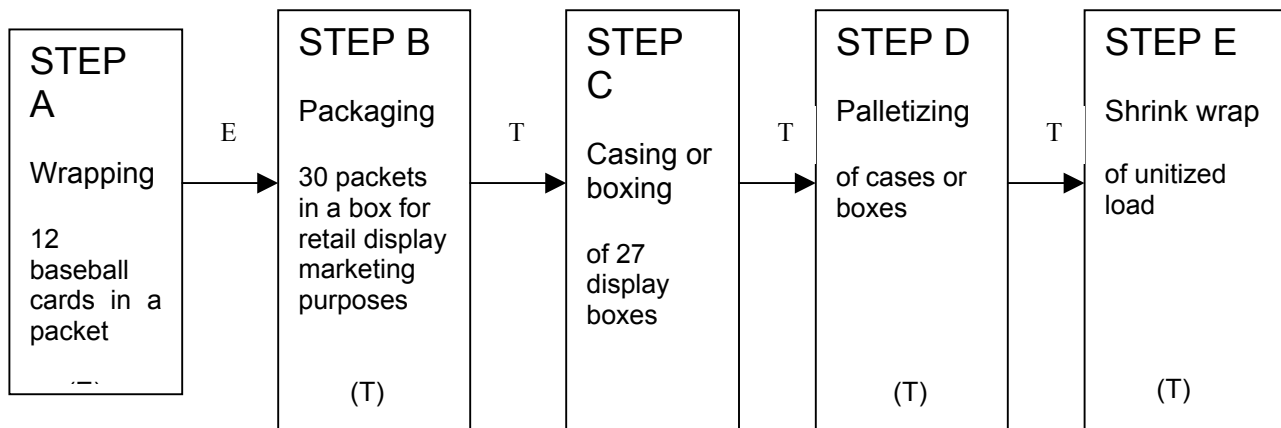 STEP
A
Wrapping
12
baseball
cards in a
packet
E
STEP B
Packaging
30 packets
in a box for
retail display
marketing
purposes
(T)
T
STEP
C
Casing or
boxing
of 27
display
boxes
T
STEP D
Palletizing
of cases or
boxes
(T)
T
STEP E
Shrink wrap
of unitized
load
(T)